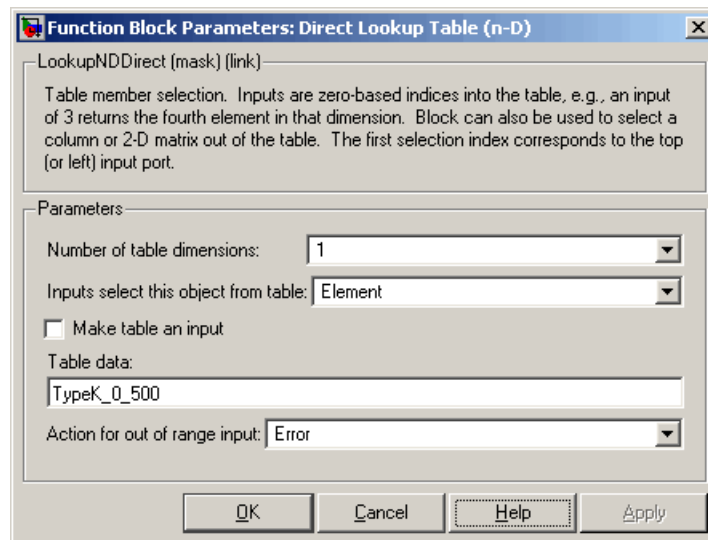 Function Block Parameters: Direct Lookup Table (n-D)
LookupNDDirect (mask) (link)
Table member selection.  Inputs are zero-based indices into the table, e.g., an input
of 3 returns the fourth element in that dimension.  Block can also be used to select a
column or 2-D matrix out of the table.  The first selection index corresponds to the top
(or left) input port.
Parameters
Number of table dimensions: 1
Inputs select this object from table: Element
Make table an input
Table data:
TypeK_0_500
Action for out of range input: Error
OK Cancel Help Apply